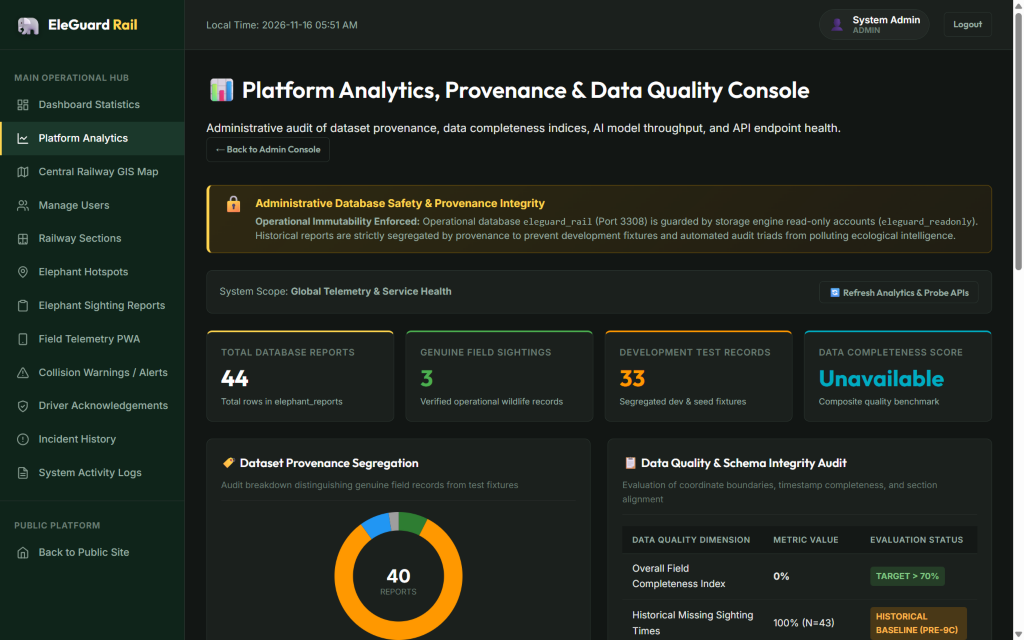 EleGuard Rail
Local Time: 2026-11-16 05:51 AM
System Admin
ADMIN
Logout
MAIN OPERATIONAL HUB
Dashboard Statistics
Platform Analytics
Central Railway GIS Map
Manage Users
Railway Sections
Elephant Hotspots
Elephant Sighting Reports
Field Telemetry PWA
Collision Warnings / Alerts
Driver Acknowledgements
Incident History
System Activity Logs
PUBLIC PLATFORM
Back to Public Site
Platform Analytics, Provenance & Data Quality Console
Administrative audit of dataset provenance, data completeness indices, AI model throughput, and API endpoint health.
← Back to Admin Console
Administrative Database Safety & Provenance Integrity
Operational Immutability Enforced: Operational database eleguard_rail (Port 3308) is guarded by storage engine read-only accounts (eleguard_readonly).
Historical reports are strictly segregated by provenance to prevent development fixtures and automated audit triads from polluting ecological intelligence.
System Scope: Global Telemetry & Service Health
Refresh Analytics & Probe APIs
TOTAL DATABASE REPORTS
44
Total rows in elephant_reports
GENUINE FIELD SIGHTINGS
3
Verified operational wildlife records
DEVELOPMENT TEST RECORDS
33
Segregated dev & seed fixtures
DATA COMPLETENESS SCORE
Unavailable
Composite quality benchmark
Dataset Provenance Segregation
Audit breakdown distinguishing genuine field records from test fixtures
40
REPORTS
Data Quality & Schema Integrity Audit
Evaluation of coordinate boundaries, timestamp completeness, and section
alignment
DATA QUALITY DIMENSION METRIC VALUE EVALUATION STATUS
Overall Field
Completeness Index
0%
TARGET > 70%
Historical Missing Sighting
Times
100% (N=43)
HISTORICAL
BASELINE (PRE-9C)